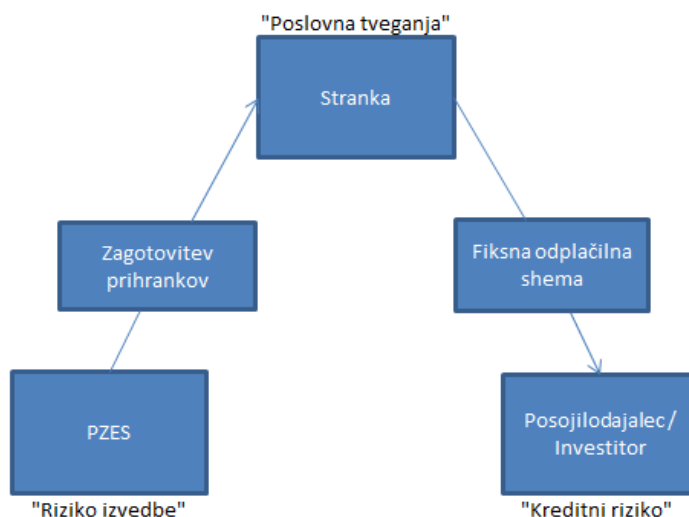 "Poslovna tveganja"
Stranka
Zagotovitev
prihrankov
Fiksna odplačilna
shema
PZES
Posojilodajalec /
Investitor
"Riziko izvedbe"
"Kreditni riziko"